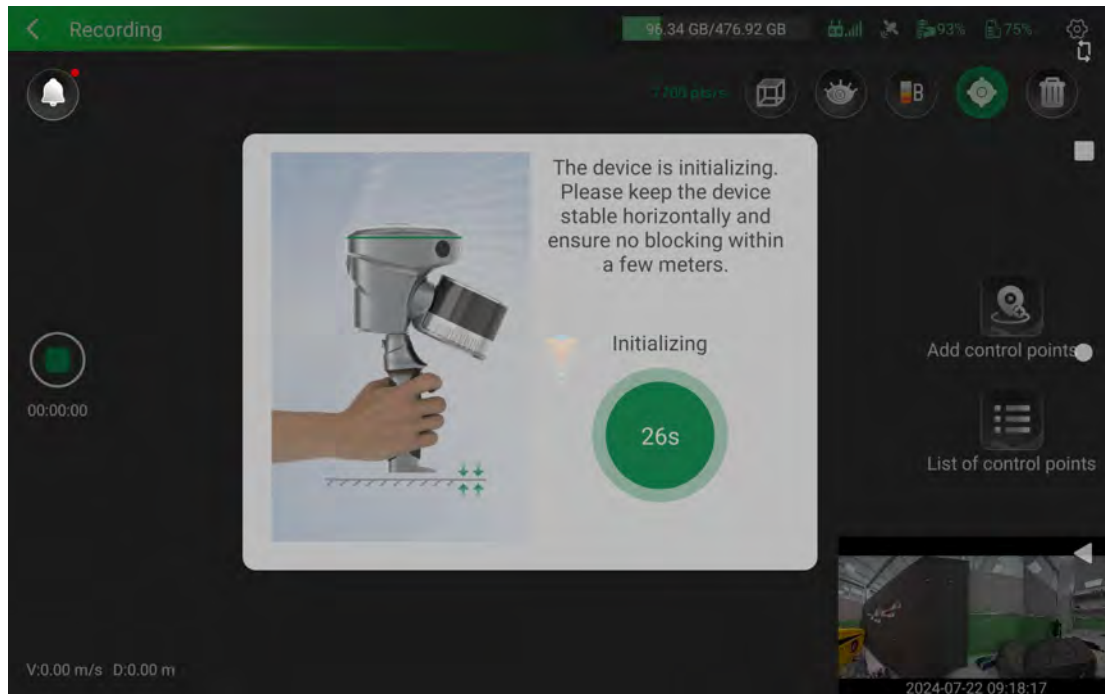 Recording
96.34 GB/476.92 GB
93%
75%
B
The device is initializing.
Please keep the device
stable horizontally and
ensure no blocking within
a few meters.
Initializing
26s
00:00:00
Add control points
List of control points
V:0.00 m/s D:0.00 m
2024-07-22 09:18:17